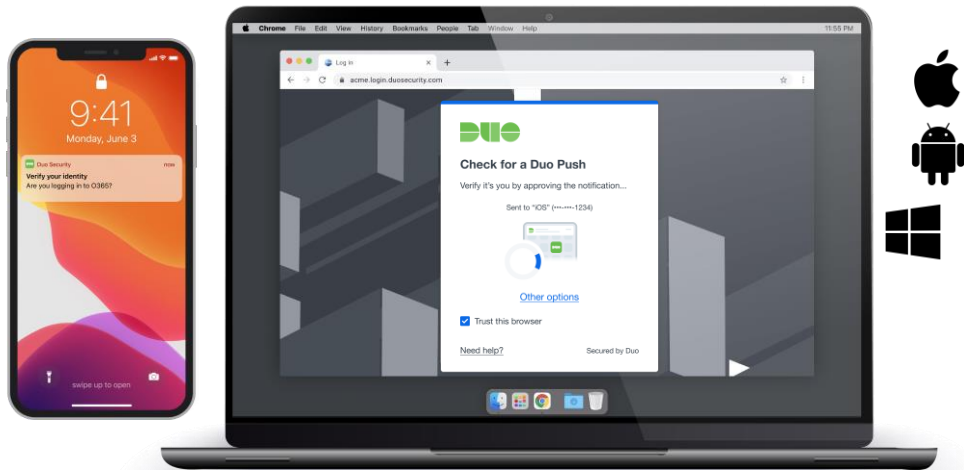 9:41
Monday, June 3
Duo Security now
Verify your identity
Are you logging in to O365?
swipe up to open
Chrome File Edit View History Bookmarks People Tab Window Help 11:55 PM
Log in
acme.login.duosecurity.com
DUO
Check for a Duo Push
Verify it's you by approving the notification...
Sent to "iOS" (•••-•••-1234)
Other options
Trust this browser
Need help? Secured by Duo